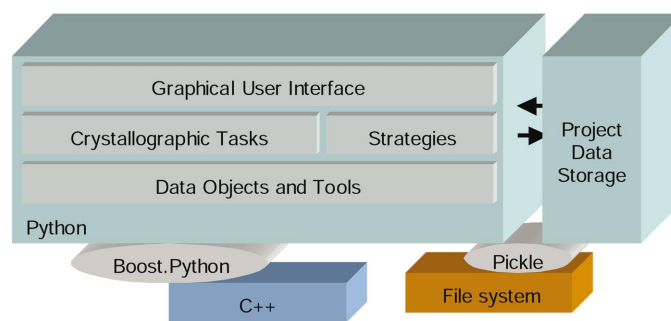 Graphical User Interface
Crystallographic Tasks
Strategies
Data Objects and Tools
Python
Project
Data
Storage
Boost.Python
Pickle
C++
File system